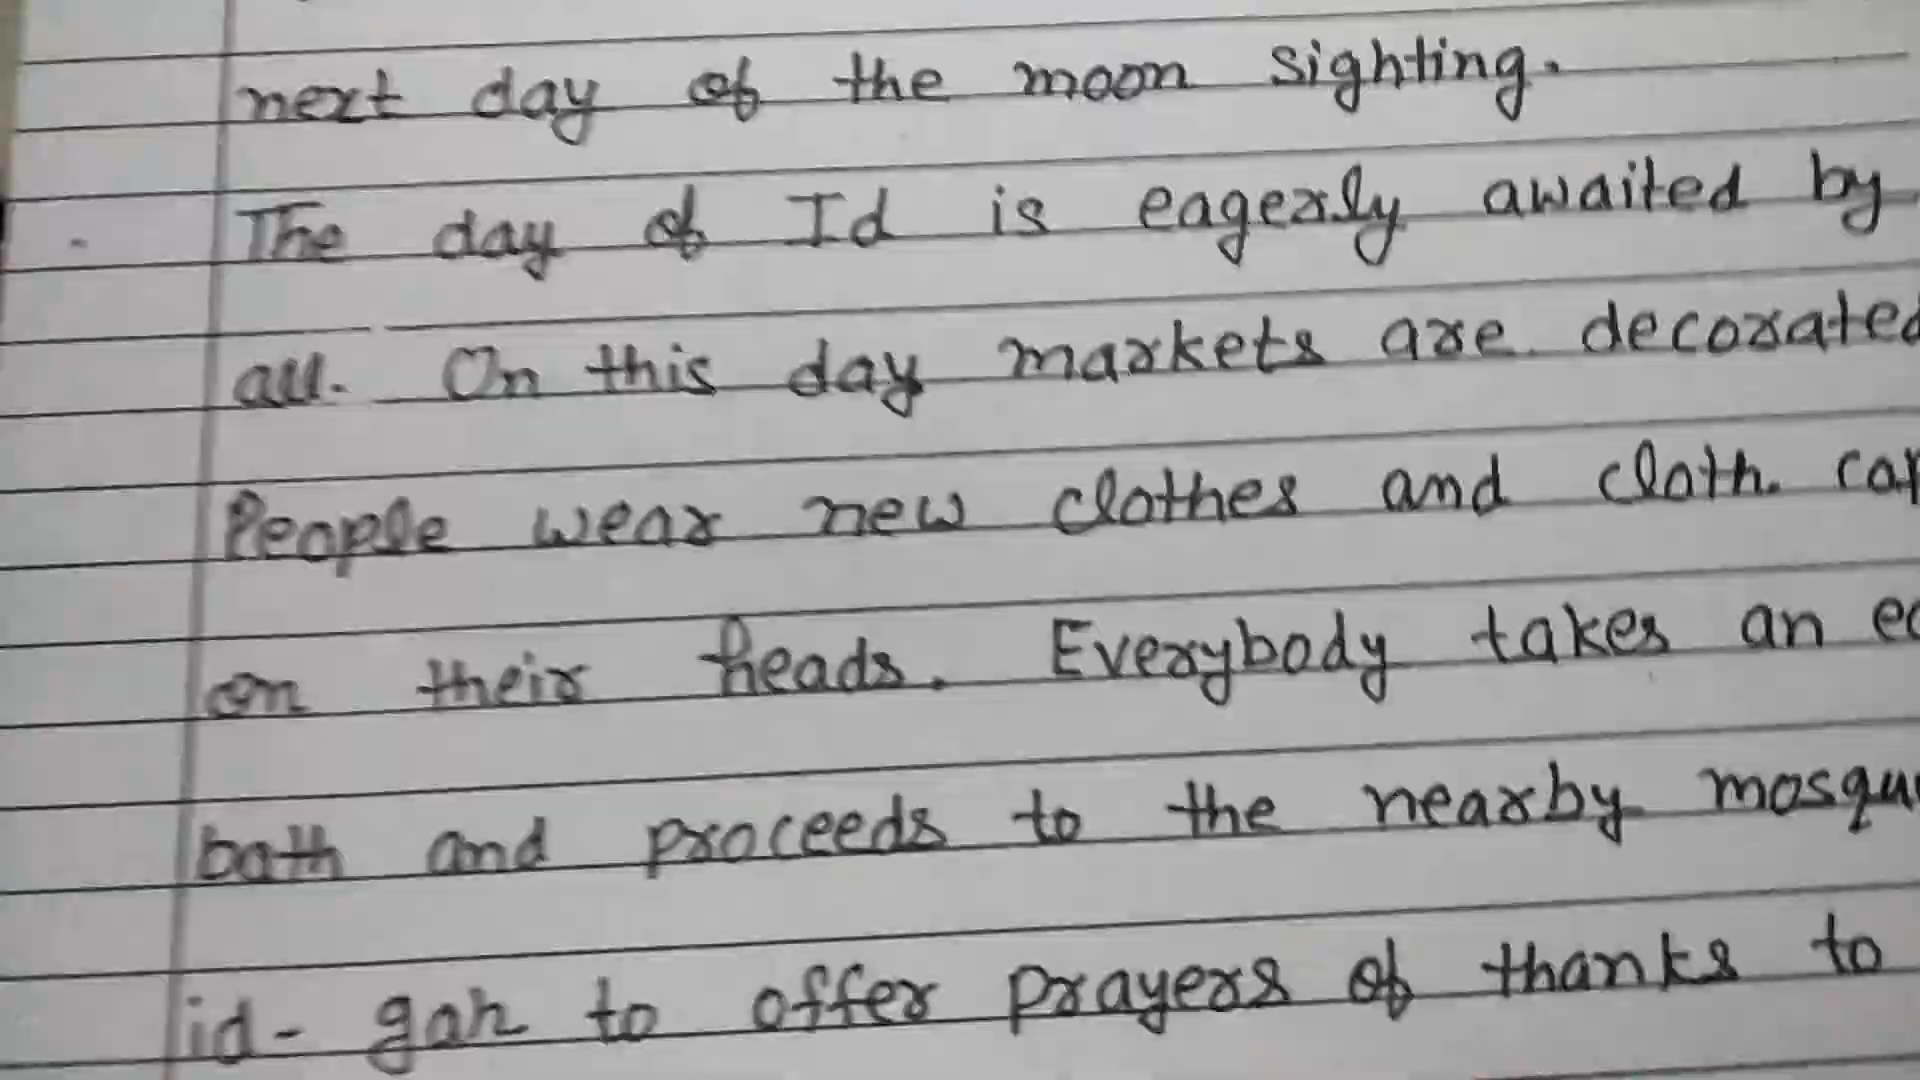 next day of the moon sighting.
The day of Id is eagerly awaited by
all. On this day markets are decorated
People wear new clothes and cloth
on their heads. Everybody takes an
bath and proceeds to the nearby
id-gah to offer prayers of thanks to